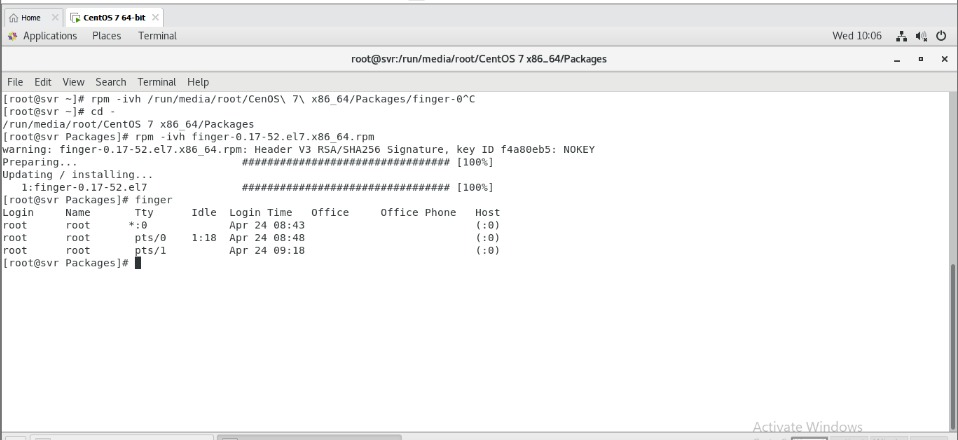 Home
CentOS 7 64-bit
Applications Places Terminal Wed 10:06
root@svr:/run/media/root/CentOS 7 x86_64/Packages
File Edit View Search Terminal Help
[root@svr ~]# rpm -ivh /run/media/root/CenOS\ 7\ x86_64/Packages/finger-0^C
[root@svr ~]# cd -
/run/media/root/CentOS 7 x86_64/Packages
[root@svr Packages]# rpm -ivh finger-0.17-52.el7.x86_64.rpm
warning: finger-0.17-52.el7.x86_64.rpm: Header V3 RSA/SHA256 Signature, key ID f4a80eb5: NOKEY
Preparing... ################################# [100%]
Updating / installing...
1:finger-0.17-52.el7 ################################# [100%]
[root@svr Packages]# finger
Login Name Tty Idle Login Time Office Office Phone Host
root root *:0 Apr 24 08:43 (:0)
root root pts/0 1:18 Apr 24 08:48 (:0)
root root pts/1 Apr 24 09:18 (:0)
[root@svr Packages]#
Activate Windows